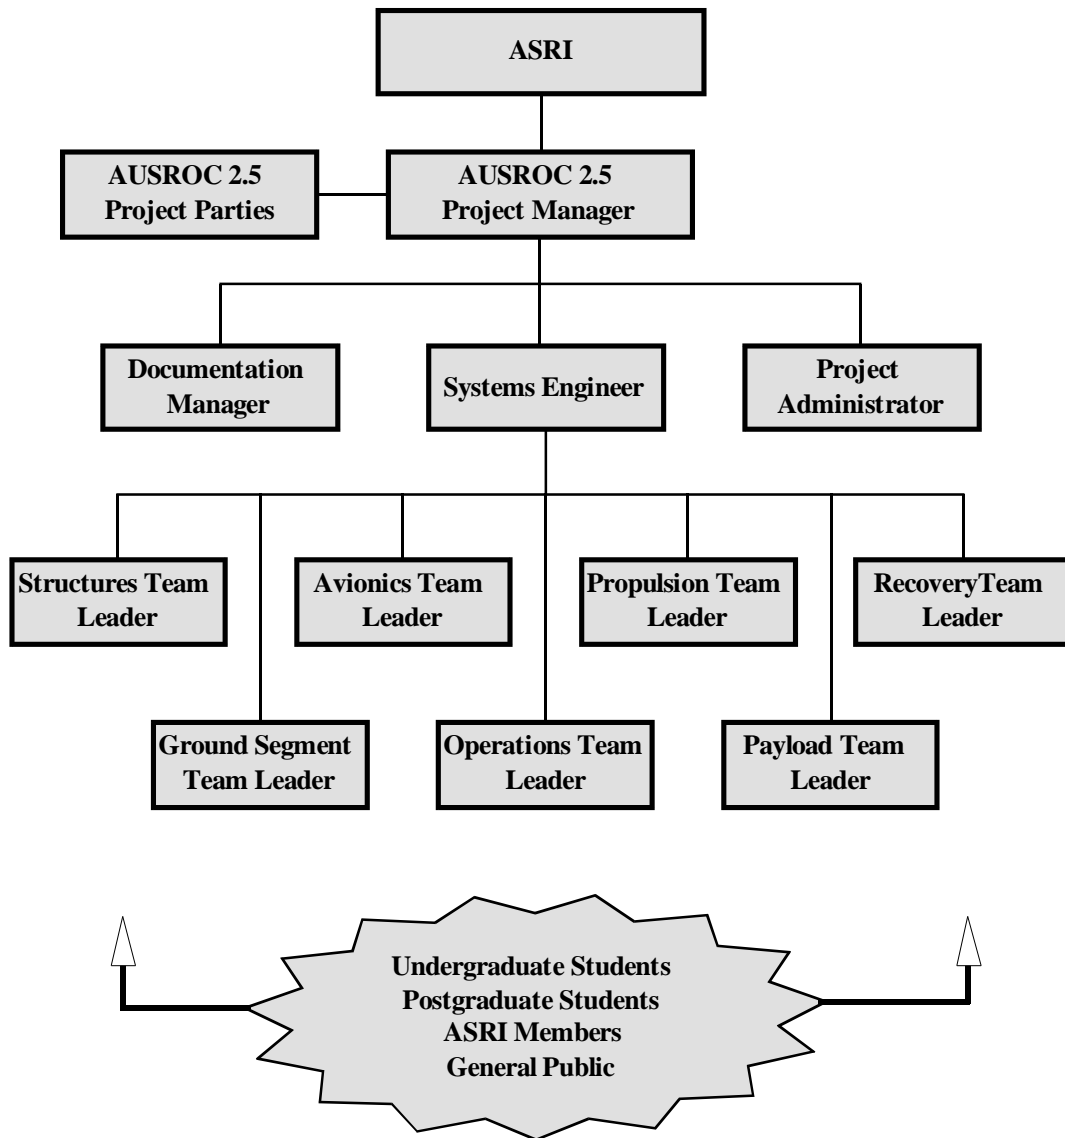 ASRI
AUSROC 2.5
Project Parties
AUSROC 2.5
Project Manager
Documentation
Manager
Systems Engineer
Project
Administrator
Structures Team
Leader
Avionics Team
Leader
Propulsion Team
Leader
RecoveryTeam
Leader
Ground Segment
Team Leader
Operations Team
Leader
Payload Team
Leader
Undergraduate Students
Postgraduate Students
ASRI Members
General Public